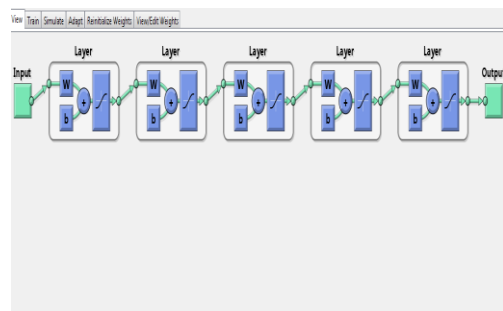 View Train Simulate Adapt Reinitialize Weights View/Edit Weights
Layer Layer Layer Layer Layer
Input Output
W W W W W
+ + + + +
b b b b b